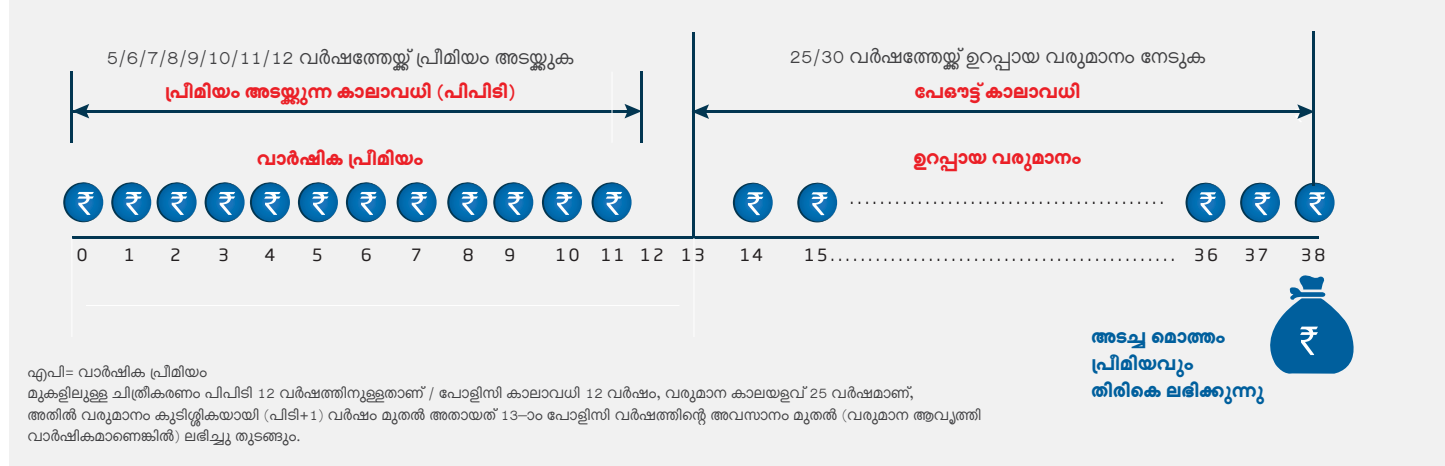 5/6/7/8/9/10/11/12 വർഷത്തേയ്ക്ക് പ്രീമിയം അടയ്ക്കുക
25/30 വർഷത്തേയ്ക്ക് ഉറപ്പായ വരുമാനം നേടുക
പ്രീമിയം അടയ്ക്കുന്ന കാലാവധി (പിപിടി)
പേഔട്ട് കാലാവധി
വാർഷിക പ്രീമിയം
ഉറപ്പായ വരുമാനം
₹ ₹ ₹ ₹ ₹ ₹ ₹ ₹ ₹ ₹ ₹ ₹ ₹ ₹ ............................................ ₹ ₹ ₹
0 1 2 3 4 5 6 7 8 9 10 11 12 13 14 15............................................. 36 37 38
₹
അടച്ച മൊത്തം
പ്രീമിയവും
തിരികെ ലഭിക്കുന്നു
എപി= വാർഷിക പ്രീമിയം
മുകളിലുള്ള ചിത്രീകരണം പിപിടി 12 വർഷത്തിനുള്ളതാണ് / പോളിസി കാലാവധി 12 വർഷം, വരുമാന കാലയളവ് 25 വർഷമാണ്,
അതിൽ വരുമാനം കുടിശ്ശികയായി (പിടി+1) വർഷം മുതൽ അതായത് 13-ാം പോളിസി വർഷത്തിന്റെ അവസാനം മുതൽ (വരുമാന ആവൃത്തി
വാർഷികമാണെങ്കിൽ) ലഭിച്ചു തുടങ്ങും.